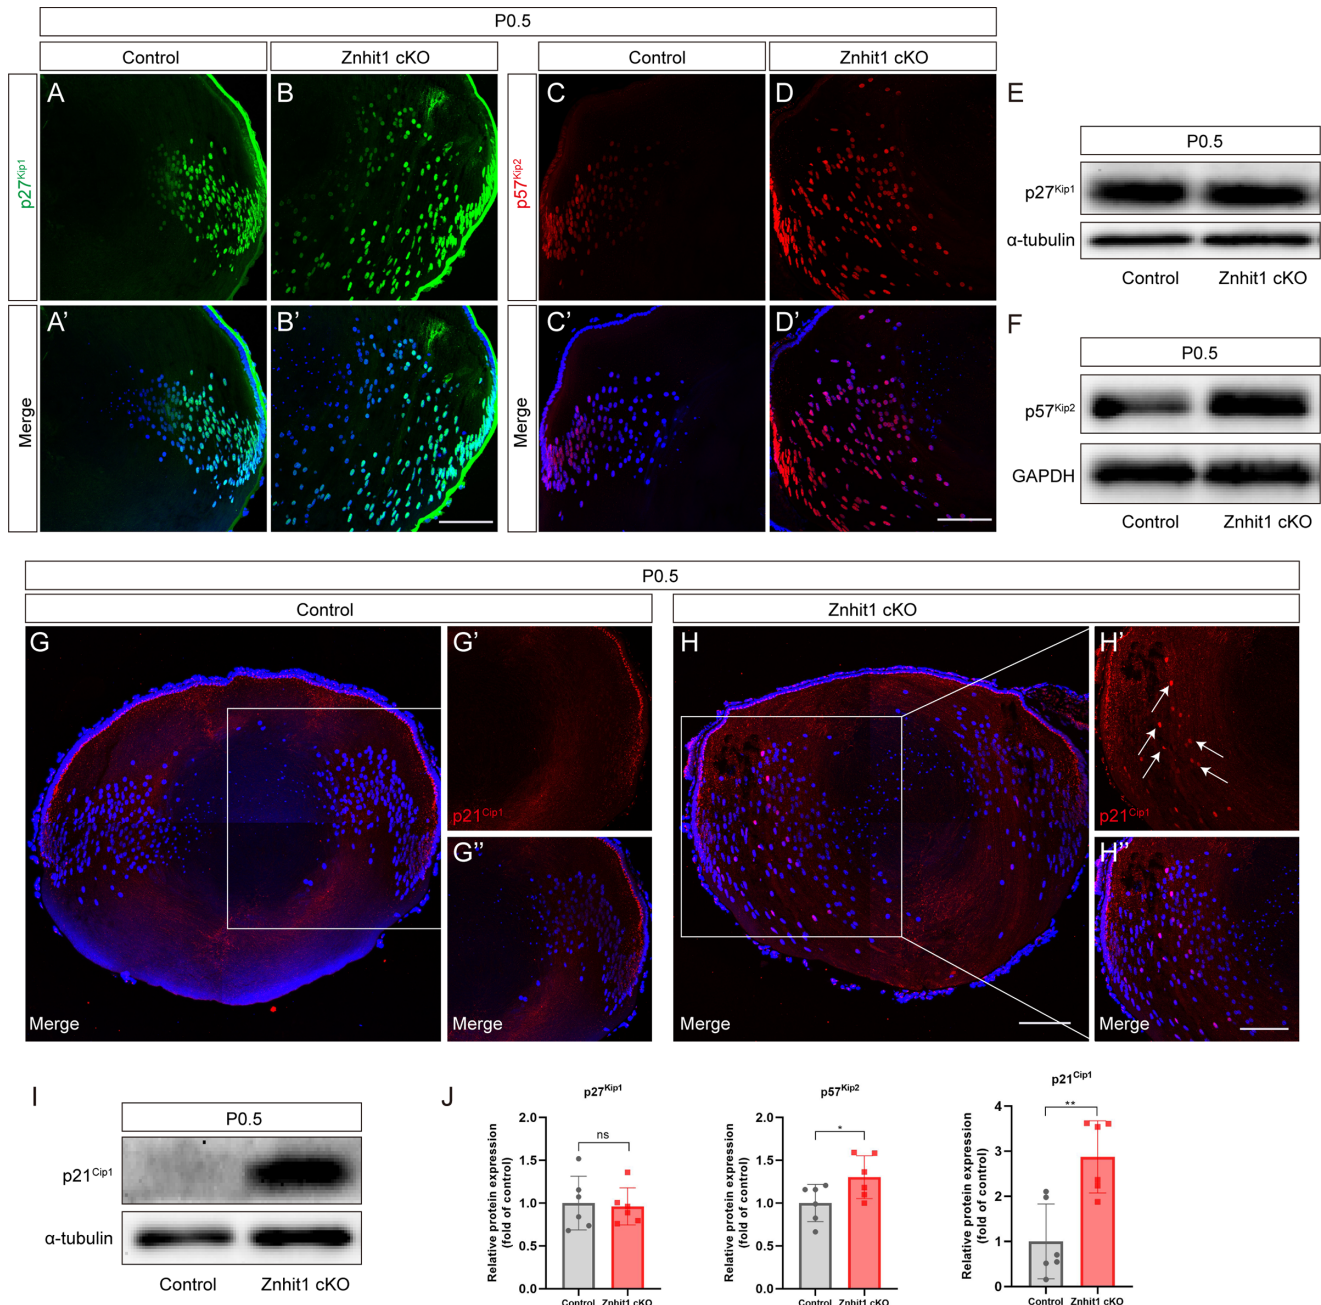 P0.5
Control
Znhit1 cKO
Control
Znhit1 cKO
p27Kip1
A
B
p57Kip2
C
D
Merge
A’
B’
Merge
C’
D’
E
P0.5
p27Kip1
α-tubulin
Control
Znhit1 cKO
F
P0.5
p57Kip2
GAPDH
Control
Znhit1 cKO
P0.5
Control
Znhit1 cKO
G
Merge
G’
p21Cip1
G’’
H
Merge
H’
p21Cip1
H’’
Merge
I
P0.5
p21Cip1
α-tubulin
Control
Znhit1 cKO
J
p27Kip1
Relative protein expression
(fold of control)
2.0
1.5
1.0
0.5
0.0
ns
Control
Znhit1 cKO
p57Kip2
Relative protein expression
(fold of control)
2.0
1.5
1.0
0.5
0.0
*
Control
Znhit1 cKO
p21Cip1
Relative protein expression
(fold of control)
4
3
2
1
0
**
Control
Znhit1 cKO